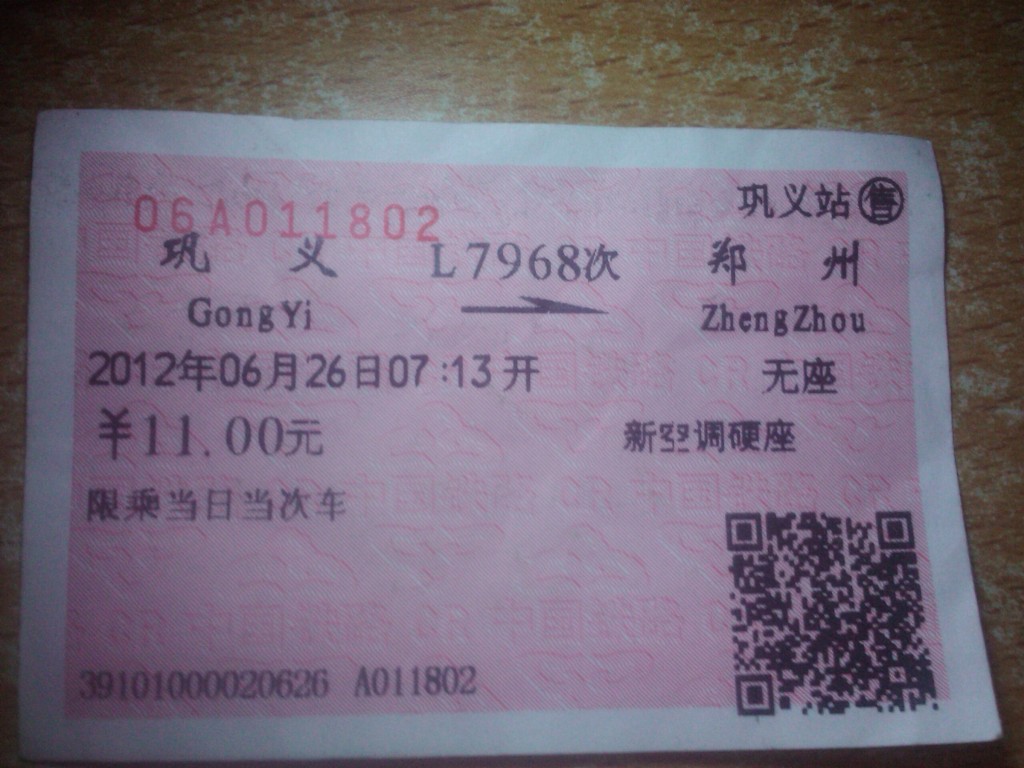 06A011802 巩义站售
巩 义 L7968次 郑 州
GongYi ZhengZhou
2012年06月26日07:13开 无座
¥11.00元 新空调硬座
限乘当日当次车
39101000020626 A011802